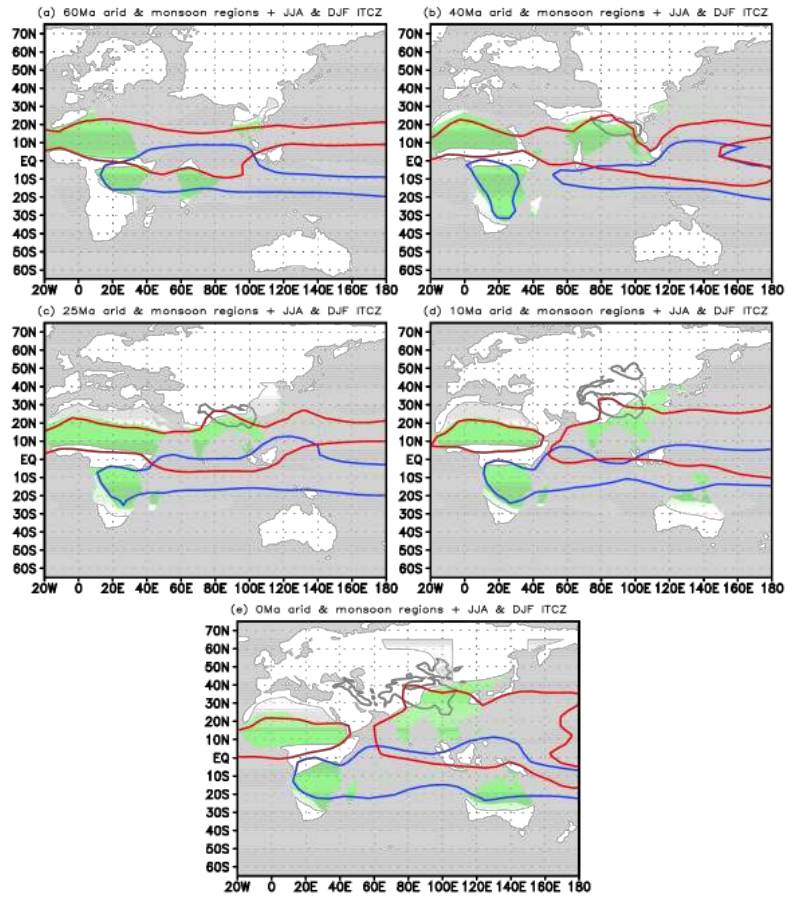 (a) 60Ma arid & monsoon regions + JJA & DJF ITCZ
70N
60N
50N
40N
30N
20N
10N
EQ
10S
20S
30S
40S
50S
60S
20W 0 20E 40E 60E 80E 100E 120E 140E 160E 180
(b) 40Ma arid & monsoon regions + JJA & DJF ITCZ
70N
60N
50N
40N
30N
20N
10N
EQ
10S
20S
30S
40S
50S
60S
20W 0 20E 40E 60E 80E 100E 120E 140E 160E 180
(c) 25Ma arid & monsoon regions + JJA & DJF ITCZ
70N
60N
50N
40N
30N
20N
10N
EQ
10S
20S
30S
40S
50S
60S
20W 0 20E 40E 60E 80E 100E 120E 140E 160E 180
(d) 10Ma arid & monsoon regions + JJA & DJF ITCZ
70N
60N
50N
40N
30N
20N
10N
EQ
10S
20S
30S
40S
50S
60S
20W 0 20E 40E 60E 80E 100E 120E 140E 160E 180
(e) 0Ma arid & monsoon regions + JJA & DJF ITCZ
70N
60N
50N
40N
30N
20N
10N
EQ
10S
20S
30S
40S
50S
60S
20W 0 20E 40E 60E 80E 100E 120E 140E 160E 180